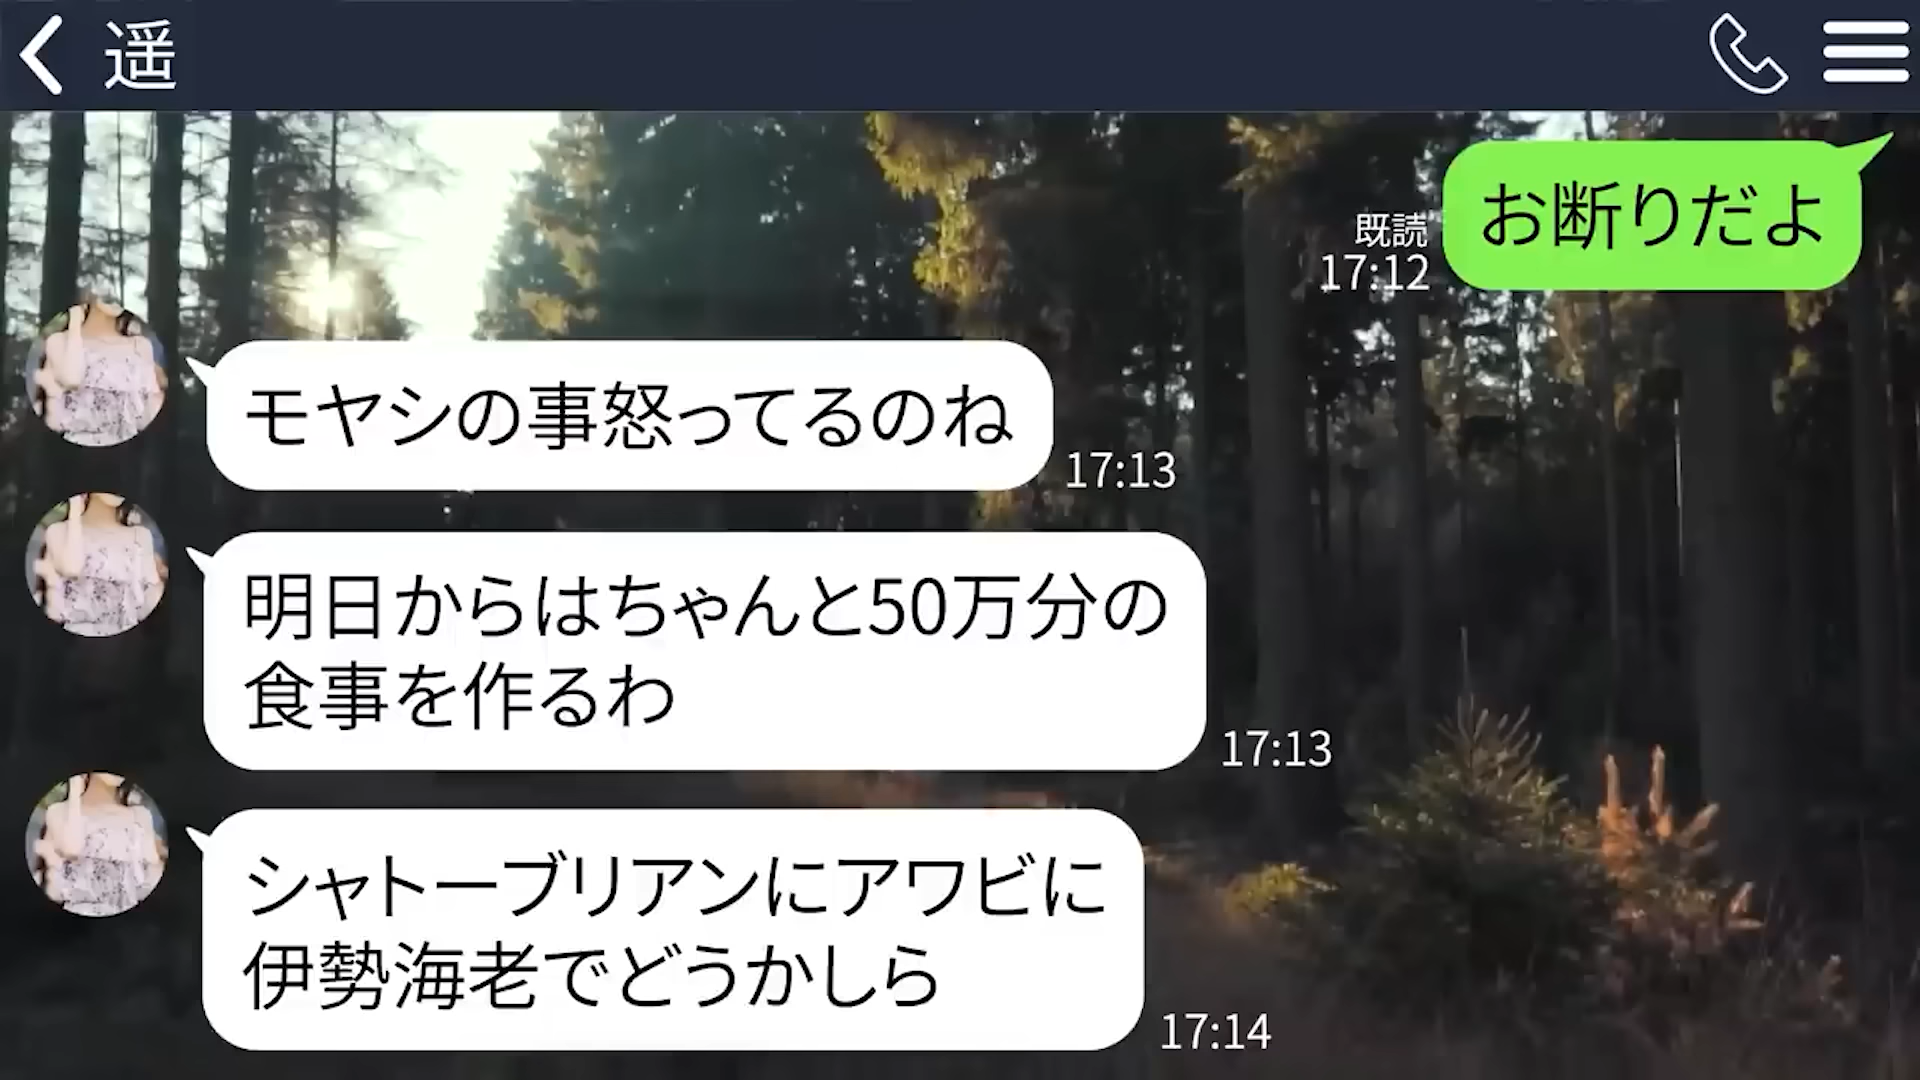 遥
お断りだよ
既読
17:12
モヤシの事怒ってるのね
17:13
明日からはちゃんと50万分の
食事を作るわ
17:13
シャトーブリアンにアワビに
伊勢海老でどうかしら
17:14